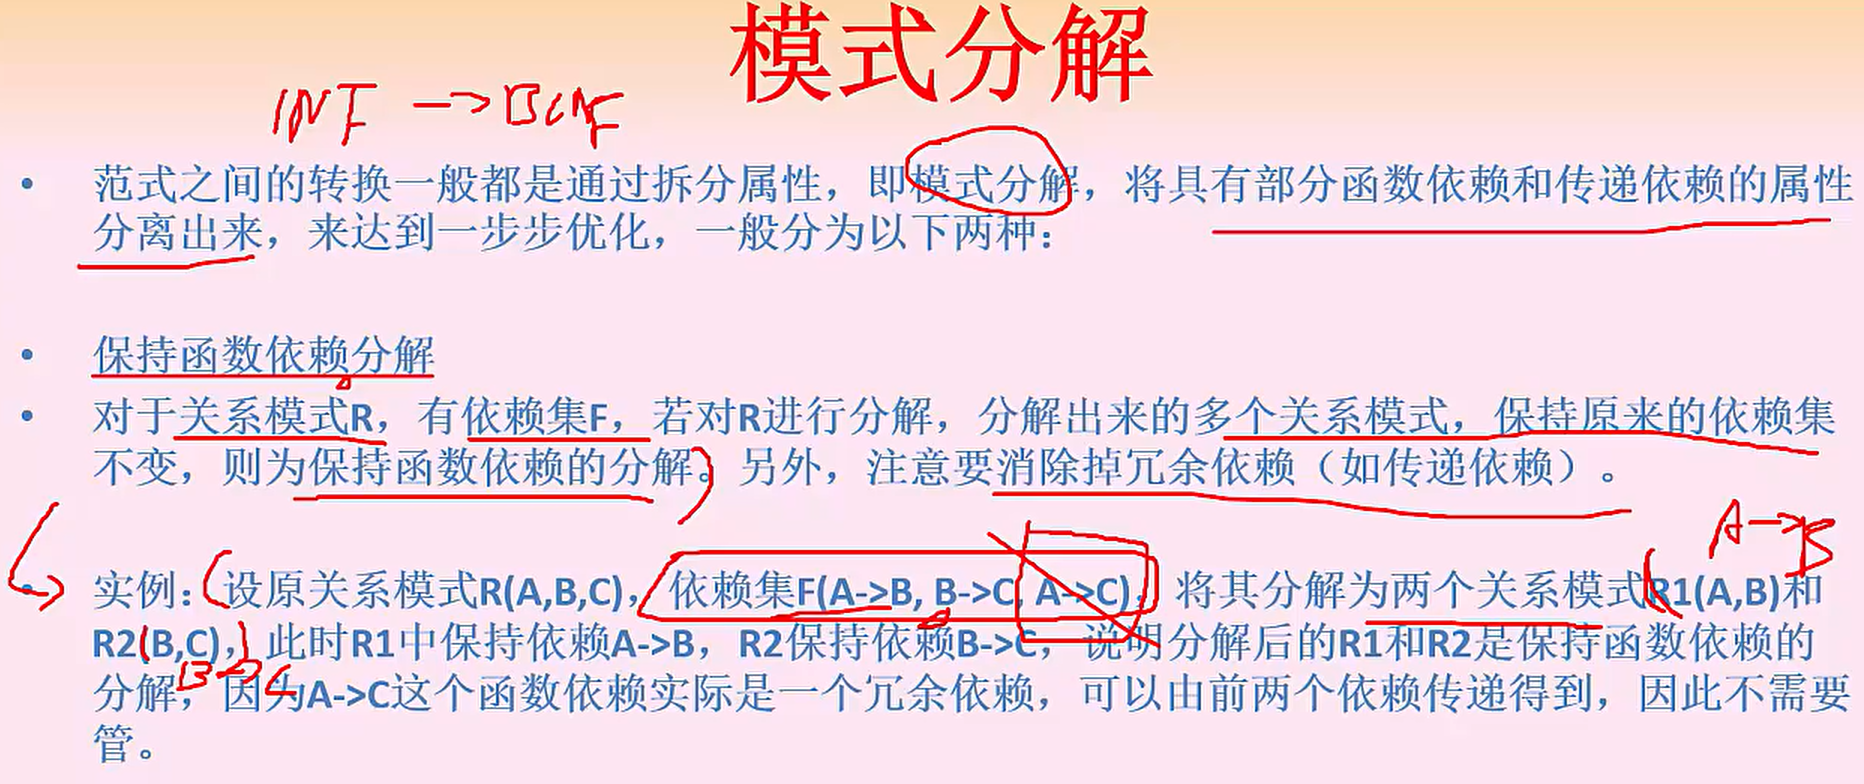 模式分解
1NF —> BCNF
• 范式之间的转换一般都是通过拆分属性，即模式分解，将具有部分函数依赖和传递依赖的属性
分离出来，来达到一步步优化，一般分为以下两种：
• 保持函数依赖分解
• 对于关系模式R，有依赖集F，若对R进行分解，分解出来的多个关系模式，保持原来的依赖集
不变，则为保持函数依赖的分解。另外，注意要消除掉冗余依赖（如传递依赖）。
A->B
• 实例：设原关系模式R(A,B,C)，依赖集F(A->B, B->C, A->C)，将其分解为两个关系模式R1(A,B)和
R2(B,C)，此时R1中保持依赖A->B，R2保持依赖B->C，说明分解后的R1和R2是保持函数依赖的
B->C
分解，因为A->C这个函数依赖实际是一个冗余依赖，可以由前两个依赖传递得到，因此不需要
管。